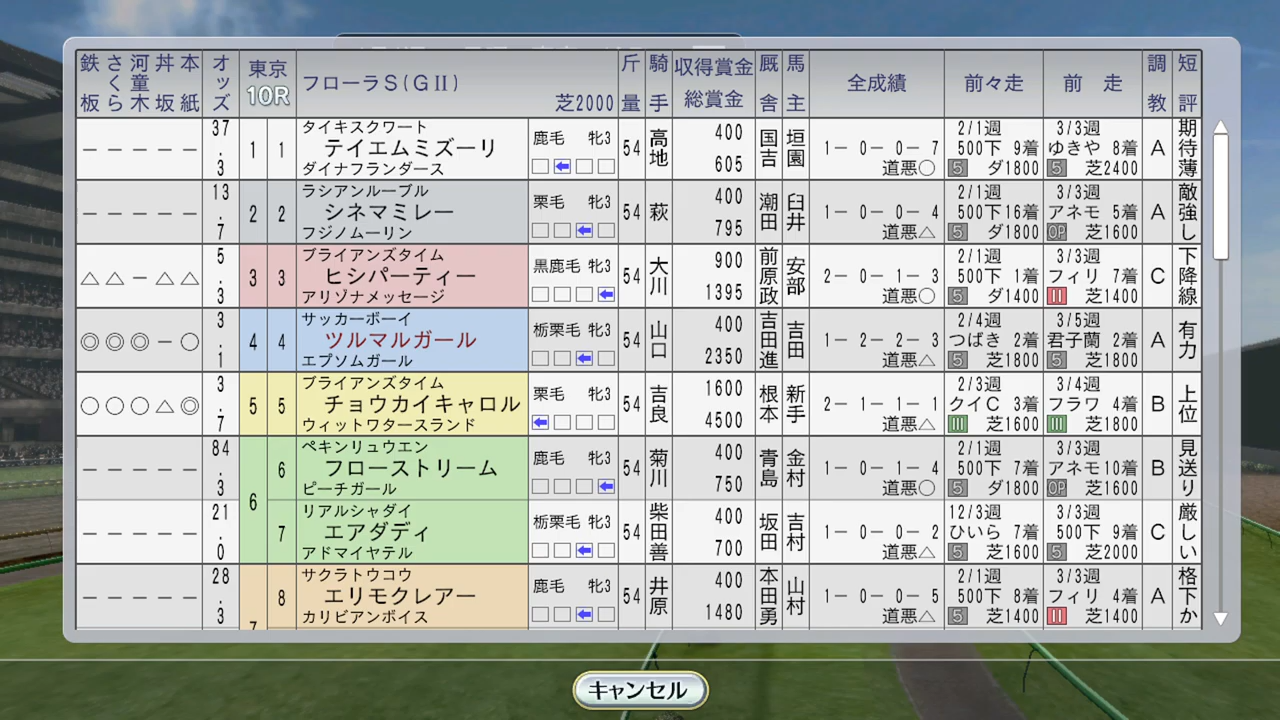 鉄板 さくら 河童木 丼坂 本紙 オッズ 東京10R フローラS(GII) 芝2000 斤量 騎手 収得賞金 総賞金 厩舎 馬主 全成績 前々走 前走 調教 短評
－ － － － － 37.3 1 1 タイキスクワート 鹿毛 牝3 54 高地 400 国吉 垣園 1－0－0－7 2/1週 3/3週 A 期待薄
テイエムミズーリ 500下 9着 ゆきや 8着
ダイナフランダース 605 道悪○ 5 ダ1800 5 芝2400
－ － － － － 13.7 2 2 ラシアンルーブル 栗毛 牝3 54 萩 400 潮田 臼井 1－0－0－4 2/1週 3/3週 A 敵強し
シネマミレー 500下16着 アネモ 5着
フジノムーリン 795 道悪△ 5 ダ1800 OP 芝1600
△ △ － △ △ 5.3 3 3 ブライアンズタイム 黒鹿毛 牝3 54 大川 900 前原政 安部 2－0－1－3 2/1週 3/3週 C 下降線
ヒシパーティー 500下 1着 フィリ 7着
アリゾナメッセージ 1395 道悪○ 5 ダ1400 II 芝1400
◎ ◎ ◎ － ○ 3.1 4 4 サッカーボーイ 栃栗毛 牝3 54 山口 400 吉田進 吉田 1－2－2－3 2/4週 3/5週 A 有力
ツルマルガール つばき 2着 君子蘭 2着
エプソムガール 2350 道悪△ 5 芝1800 5 芝1800
○ ○ ○ △ ◎ 3.7 5 5 ブライアンズタイム 栗毛 牝3 54 吉良 1600 根本 新手 2－1－1－1 2/3週 3/4週 B 上位
チョウカイキャロル クイC 3着 フラワ 4着
ウィットワタースランド 4500 道悪△ III 芝1600 III 芝1800
－ － － － － 84.3 6 6 ペキンリュウエン 鹿毛 牝3 54 菊川 400 青島 金村 1－0－1－4 2/1週 3/3週 B 見送り
フローストリーム 500下 7着 アネモ10着
ピーチガール 750 道悪○ 5 ダ1800 OP 芝1600
－ － － － － 21.0 7 リアルシャダイ 栃栗毛 牝3 54 柴田善 400 坂田 吉村 1－0－0－2 12/3週 3/3週 C 厳しい
エアダディ ひいら 7着 500下 9着
アドマイヤテル 700 道悪△ 5 芝1600 5 芝2000
－ － － － － 28.3 7 8 サクラトウコウ 鹿毛 牝3 54 井原 400 本田勇 山村 1－0－0－5 2/1週 3/3週 A 格下か
エリモクレアー 500下 8着 フィリ 4着
カリビアンボイス 1480 道悪△ 5 芝1400 II 芝1400
キャンセル